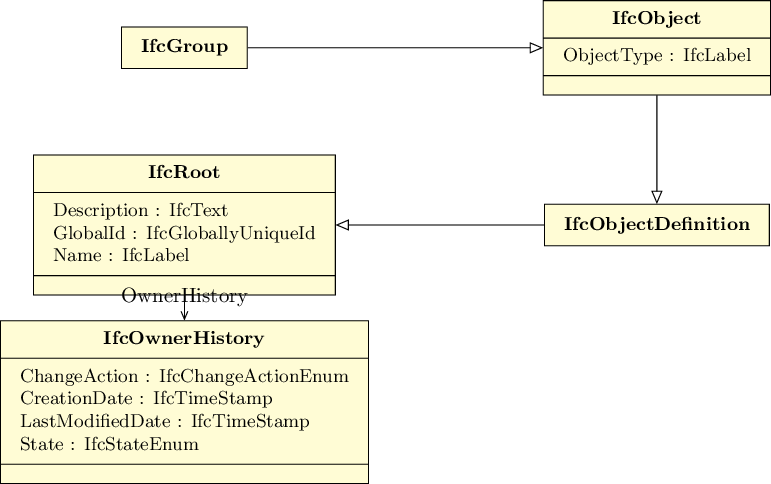 IfcGroup
IfcObject
ObjectType : IfcLabel
IfcRoot
Description : IfcText
GlobalId : IfcGloballyUniqueId
Name : IfcLabel
IfcObjectDefinition
OwnerHistory
IfcOwnerHistory
ChangeAction : IfcChangeActionEnum
CreationDate : IfcTimeStamp
LastModifiedDate : IfcTimeStamp
State : IfcStateEnum